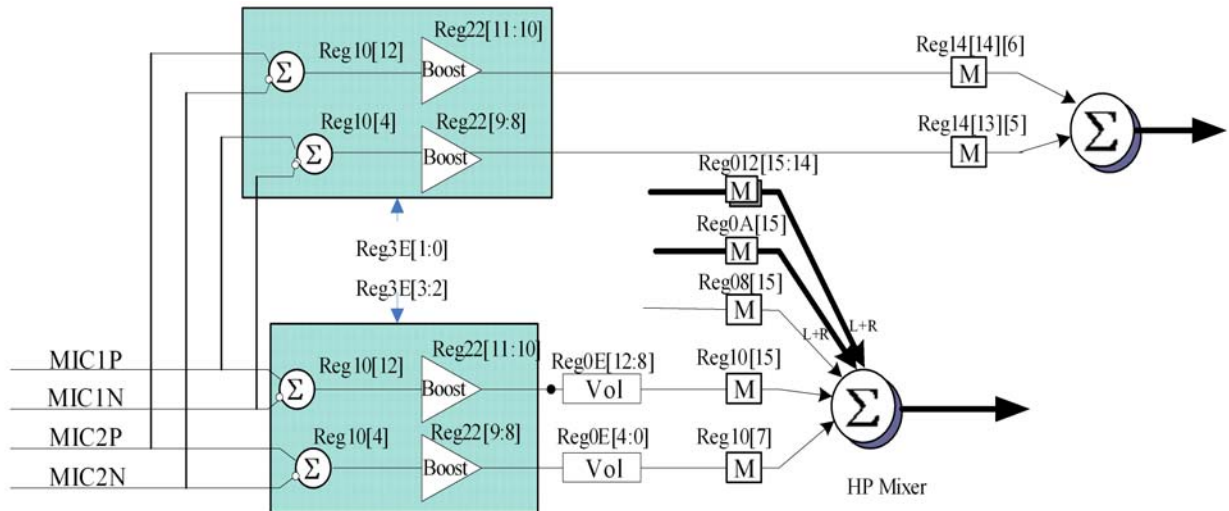 Reg22[11:10]
Reg10[12]
Σ
Boost
Reg14[14][6]
M
Reg10[4]
Reg22[9:8]
Σ
Boost
Reg14[13][5]
M
Σ
Reg012[15:14]
M
Reg0A[15]
M
Reg3E[1:0]
Reg3E[3:2]
Reg08[15]
M
L+R
L+R
MIC1P
Reg10[12]
Reg22[11:10]
Reg0E[12:8]
Reg10[15]
Σ
Boost
Vol
M
MIC1N
Σ
MIC2P
Reg10[4]
Reg22[9:8]
Reg0E[4:0]
Reg10[7]
Σ
Boost
Vol
M
MIC2N
HP Mixer